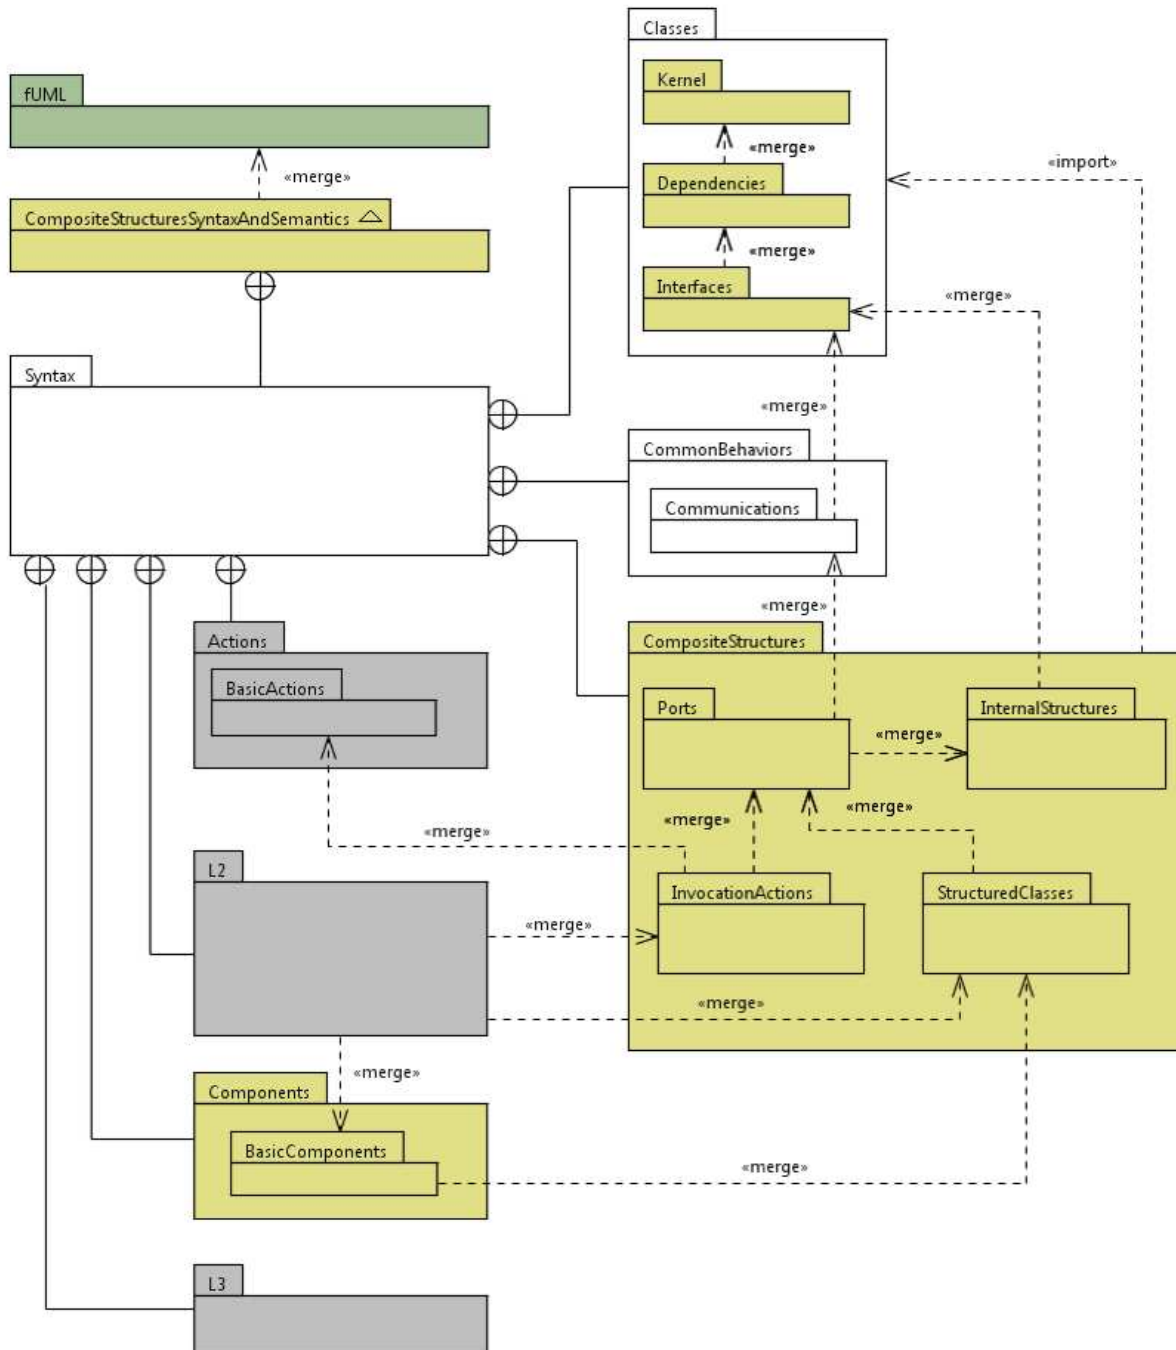 Classes
Kernel
fUML
«merge»
«import»
«merge»
Dependencies
CompositeStructuresSyntaxAndSemantics
«merge»
Interfaces
«merge»
Syntax
«merge»
CommonBehaviors
Communications
«merge»
Actions
CompositeStructures
BasicActions
Ports
InternalStructures
«merge»
«merge»
«merge»
«merge»
L2
InvocationActions
StructuredClasses
«merge»
«merge»
«merge»
Components
BasicComponents
«merge»
L3